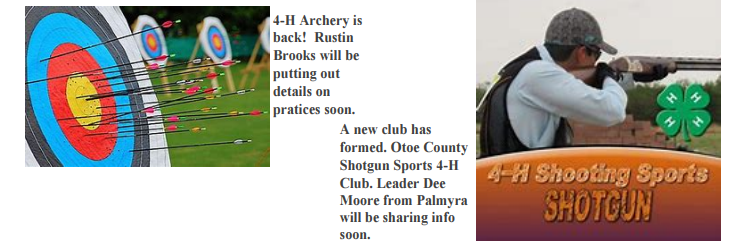 4-H Archery is
back!  Rustin
Brooks will be
putting out
details on
pratices soon.
A new club has
formed. Otoe County
Shotgun Sports 4-H
Club. Leader Dee
Moore from Palmyra
will be sharing info
soon.
H H
H H
4-H Shooting Sports
SHOTGUN